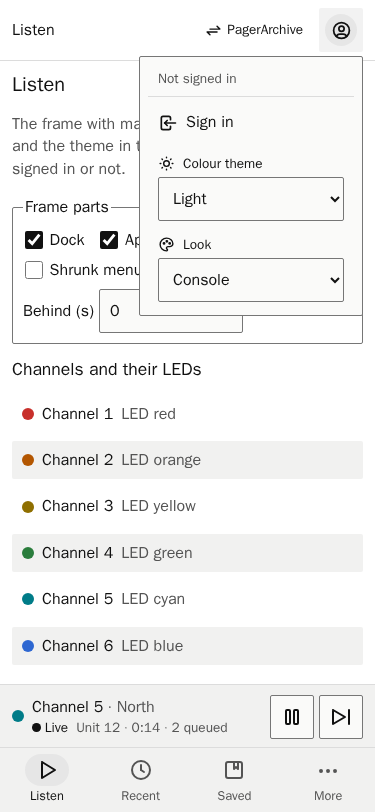 Listen
PagerArchive
Not signed in
Sign in
Colour theme
Light
Look
Console
Listen
The frame with
and the theme in
signed in or not.
Frame parts
Dock
Shrunk menu
Behind (s) 0
Channels and their LEDs
Channel 1 LED red
Channel 2 LED orange
Channel 3 LED yellow
Channel 4 LED green
Channel 5 LED cyan
Channel 6 LED blue
Channel 5 · North
Live Unit 12 · 0:14 · 2 queued
Listen
Recent
Saved
More